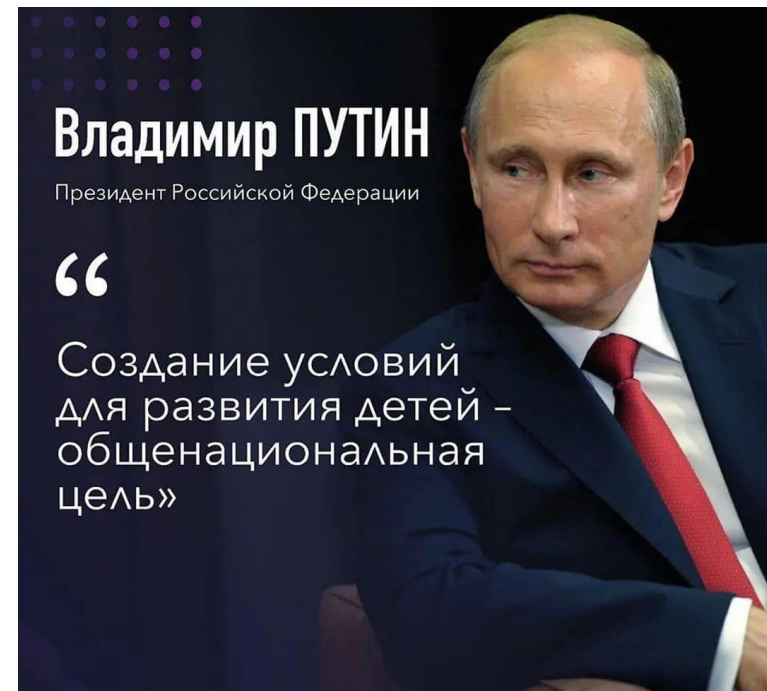 Владимир ПУТИН
Президент Российской Федерации
“
Создание условий
для развития детей –
общенациональная
цель»